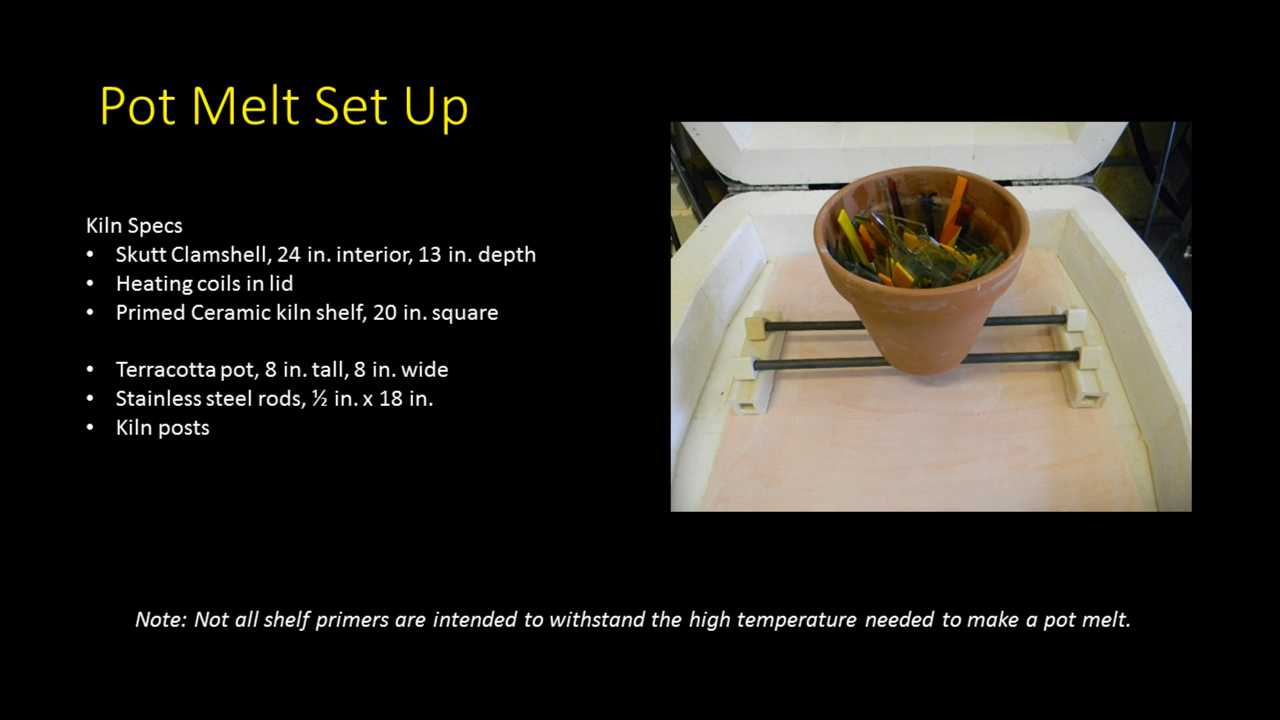 Pot Melt Set Up
Kiln Specs
• Skutt Clamshell, 24 in. interior, 13 in. depth
• Heating coils in lid
• Primed Ceramic kiln shelf, 20 in. square
• Terracotta pot, 8 in. tall, 8 in. wide
• Stainless steel rods, ½ in. x 18 in.
• Kiln posts
Note: Not all shelf primers are intended to withstand the high temperature needed to make a pot melt.